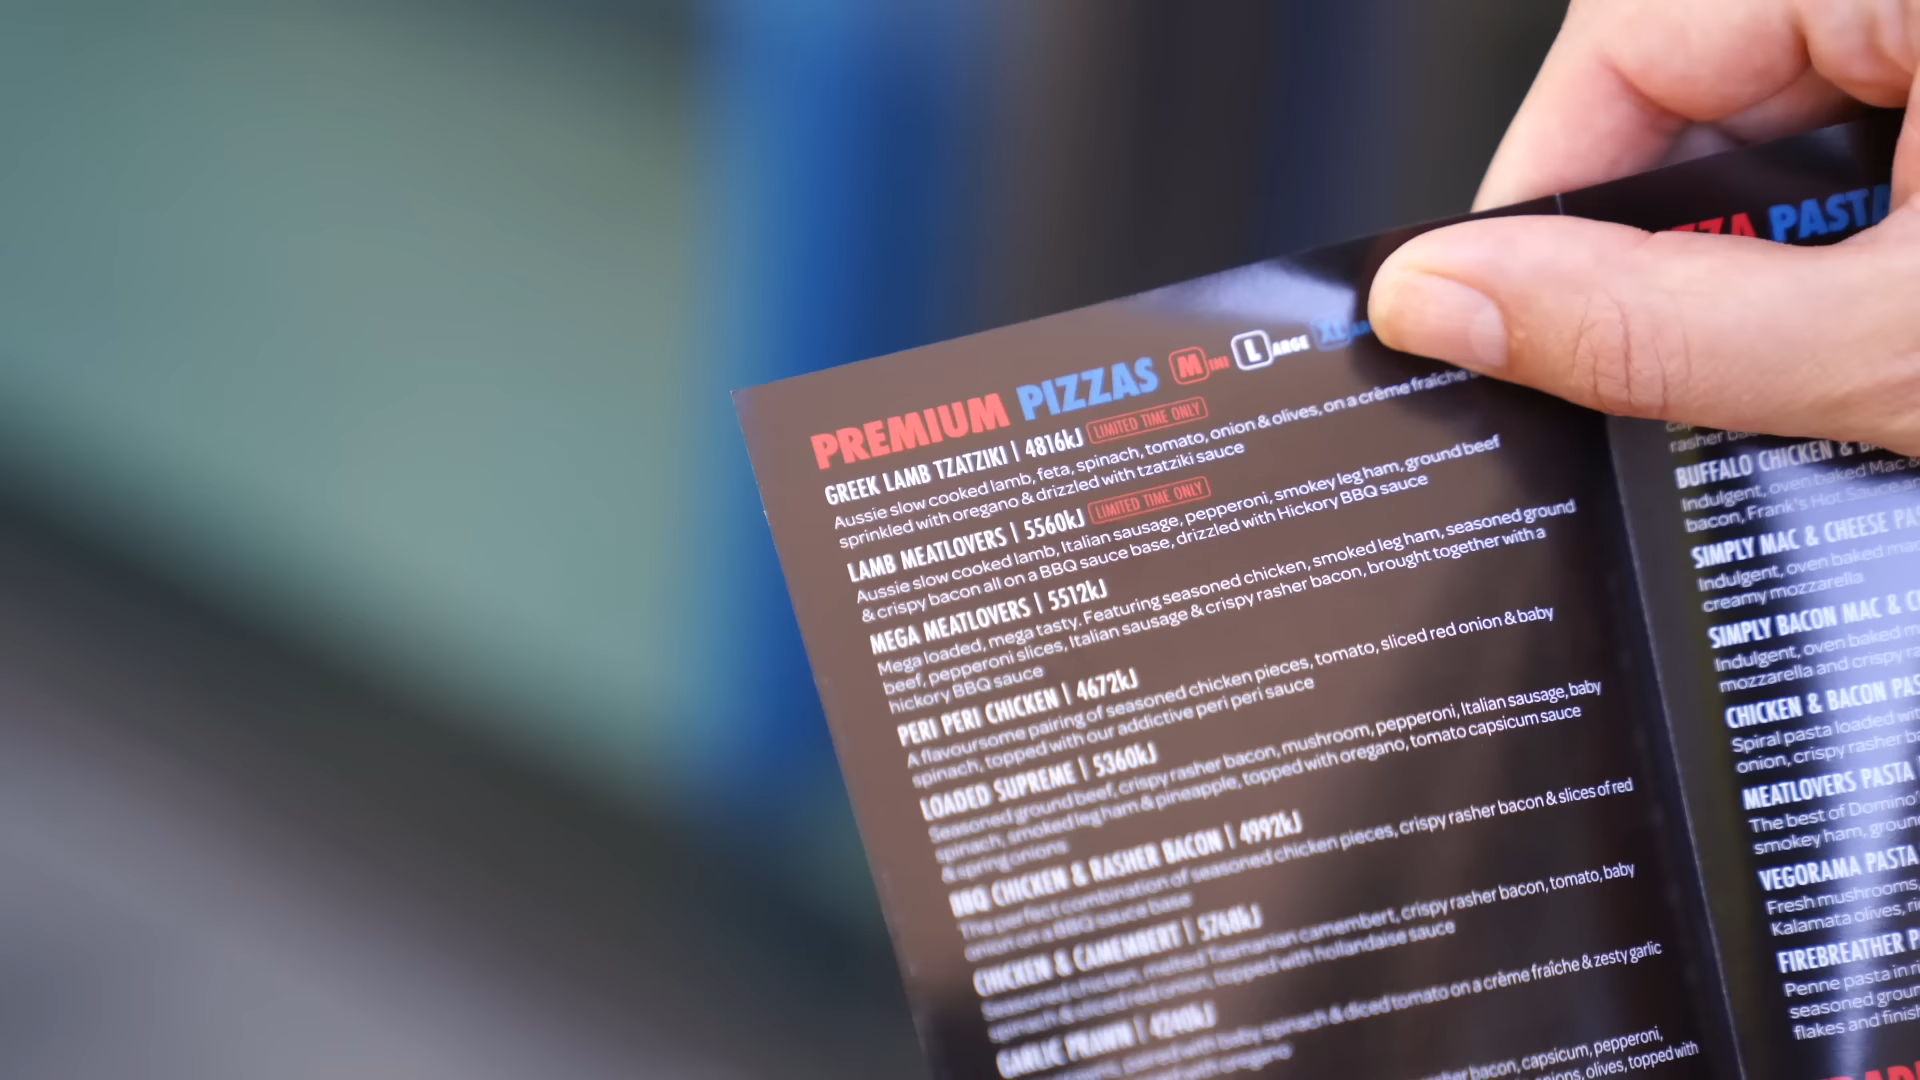 PREMIUM PIZZAS MINI LARGE XL
GREEK LAMB TZATZIKI | 4816kJ LIMITED TIME ONLY
Aussie slow cooked lamb, feta, spinach, tomato, onion & olives, on a crème fraîche
sprinkled with oregano & drizzled with tzatziki sauce
LAMB MEATLOVERS | 5560kJ LIMITED TIME ONLY
Aussie slow cooked lamb, Italian sausage, pepperoni, smokey leg ham, ground beef
& crispy bacon all on a BBQ sauce base, drizzled with Hickory BBQ sauce
MEGA MEATLOVERS | 5512kJ
Mega loaded, mega tasty. Featuring seasoned chicken, smoked leg ham, seasoned ground
beef, pepperoni slices, Italian sausage & crispy rasher bacon, brought together with a
hickory BBQ sauce
PERI PERI CHICKEN | 4672kJ
A flavoursome pairing of seasoned chicken pieces, tomato, sliced red onion & baby
spinach, topped with our addictive peri peri sauce
LOADED SUPREME | 5360kJ
Seasoned ground beef, crispy rasher bacon, mushroom, pepperoni, Italian sausage, baby
spinach, smoked leg ham & pineapple, topped with oregano, tomato capsicum sauce
& spring onions
BBQ CHICKEN & RASHER BACON | 4992kJ
The perfect combination of seasoned chicken pieces, crispy rasher bacon & slices of red
onion on a BBQ sauce base
CHICKEN & CAMEMBERT | 5768kJ
Seasoned chicken, melted Tasmanian camembert, crispy rasher bacon, tomato, baby
spinach & sliced red onion, topped with hollandaise sauce
GARLIC PRAWN | 4240kJ
paired with baby spinach & diced tomato on a crème fraîche & zesty garlic
with oregano
bacon, capsicum, pepperoni,
olives, topped with
PASTA
rasher
BUFFALO CHICKEN &
Indulgent, oven baked Mac &
bacon, Frank's Hot Sauce
SIMPLY MAC & CHEESE
Indulgent, oven baked
creamy mozzarella
SIMPLY BACON MAC &
Indulgent, oven baked
mozzarella and crispy
CHICKEN & BACON
Spiral pasta loaded
onion, crispy rasher
MEATLOVERS PASTA
The best of Domino's
smokey ham,
VEGORAMA PASTA
Fresh mushrooms,
Kalamata olives,
FIREBREATHER
Penne pasta in
seasoned
flakes and